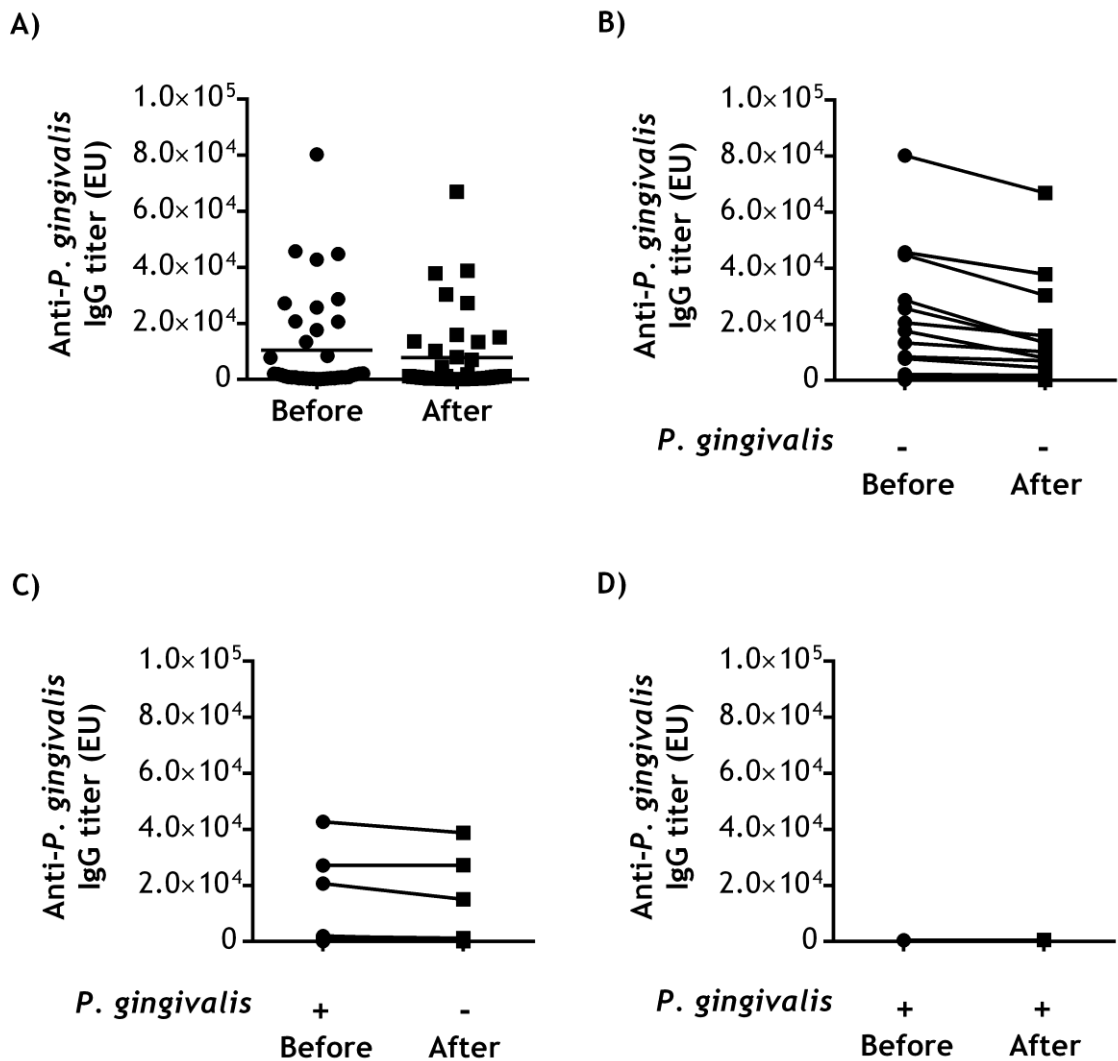 A)
Anti-P. gingivalis
IgG titer (EU)
1.0×10⁵
8.0×10⁴
6.0×10⁴
4.0×10⁴
2.0×10⁴
0
Before After
B)
Anti-P. gingivalis
IgG titer (EU)
1.0×10⁵
8.0×10⁴
6.0×10⁴
4.0×10⁴
2.0×10⁴
0
P. gingivalis - -
Before After
C)
Anti-P. gingivalis
IgG titer (EU)
1.0×10⁵
8.0×10⁴
6.0×10⁴
4.0×10⁴
2.0×10⁴
0
P. gingivalis + -
Before After
D)
Anti-P. gingivalis
IgG titer (EU)
1.0×10⁵
8.0×10⁴
6.0×10⁴
4.0×10⁴
2.0×10⁴
0
P. gingivalis + +
Before After